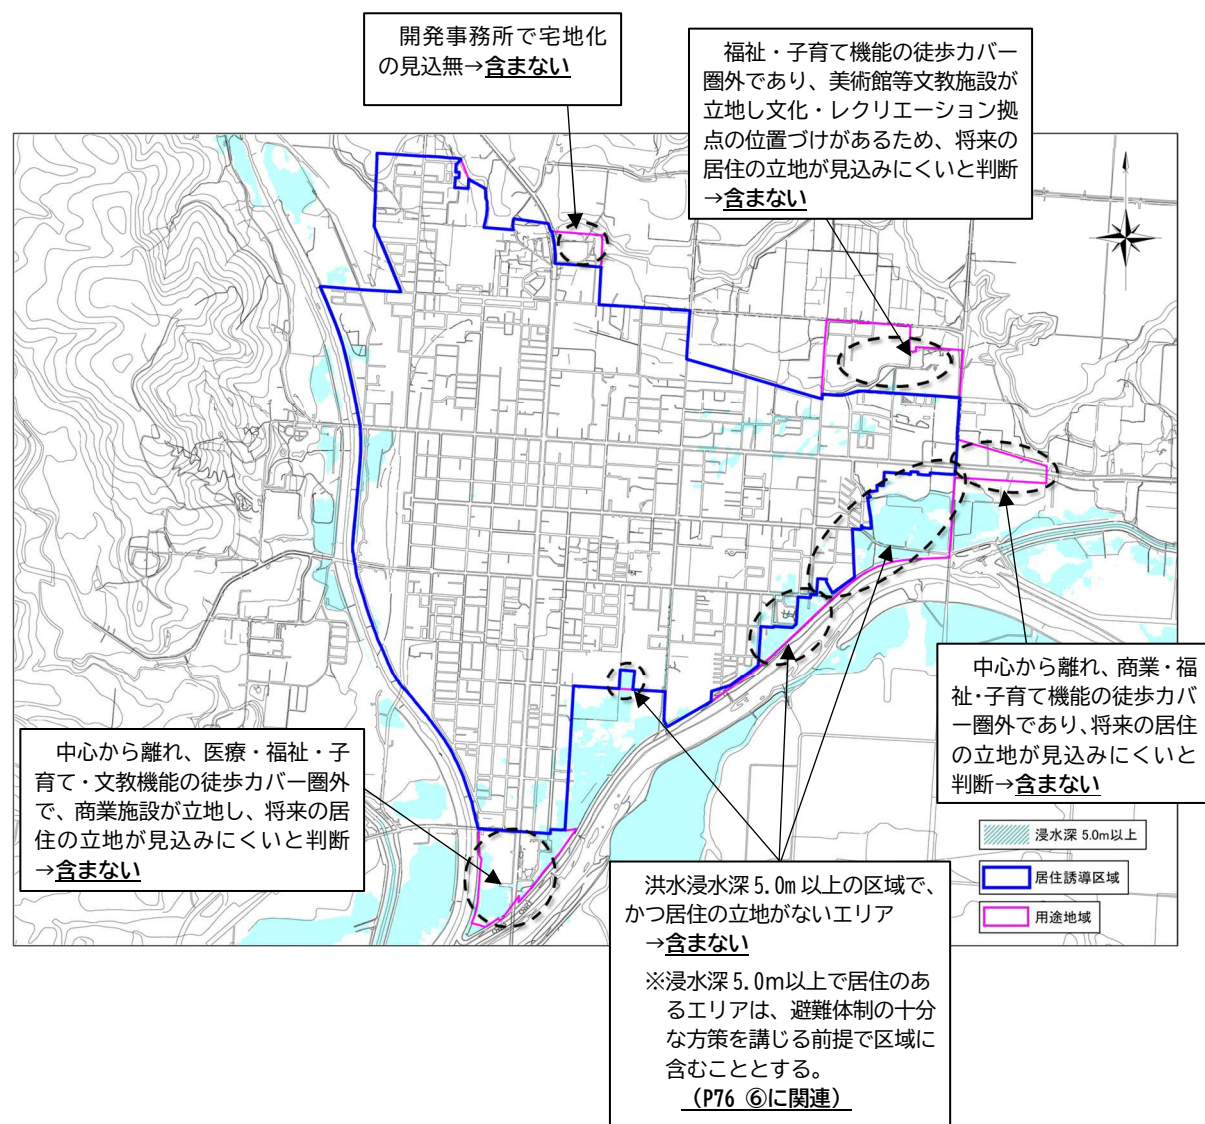 開発事務所で宅地化
の見込無→含まない
福祉・子育て機能の徒歩カバー
圏外であり、美術館等文教施設が
立地し文化・レクリエーション拠
点の位置づけがあるため、将来の
居住の立地が見込みにくいと判断
→含まない
中心から離れ、商業・福
祉・子育て機能の徒歩カバ
ー圏外であり、将来の居住
の立地が見込みにくいと
判断→含まない
中心から離れ、医療・福祉・子
育て・文教機能の徒歩カバー圏外
で、商業施設が立地し、将来の居
住の立地が見込みにくいと判断
→含まない
洪水浸水深5.0m以上の区域で、
かつ居住の立地がないエリア
→含まない
※浸水深5.0m以上で居住のあ
るエリアは、避難体制の十分
な方策を講じる前提で区域に
含むこととする。
(P76 ⑥に関連)
浸水深 5.0m以上
居住誘導区域
用途地域